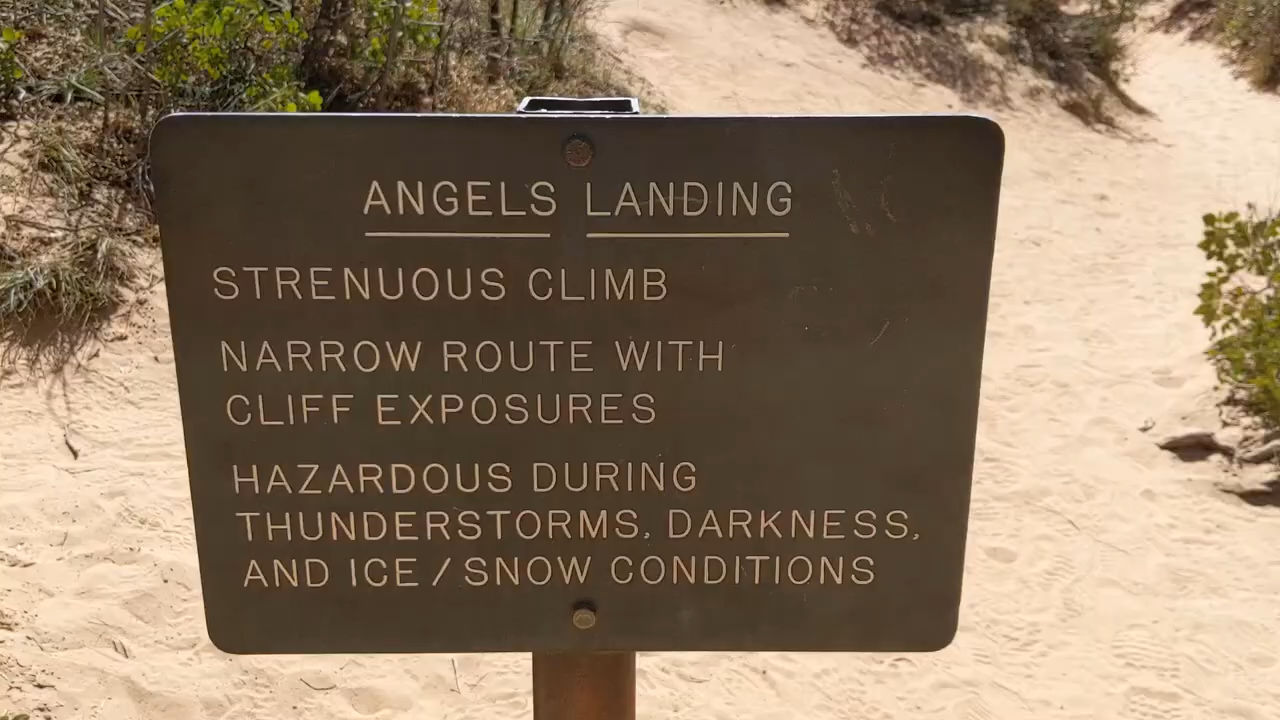 ANGELS LANDING
STRENUOUS CLIMB
NARROW ROUTE WITH
CLIFF EXPOSURES
HAZARDOUS DURING
THUNDERSTORMS, DARKNESS,
AND ICE / SNOW CONDITIONS